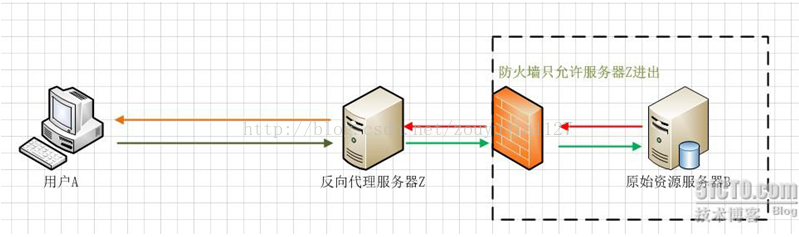 防火墙只允许服务器Z进出
用户A
反向代理服务器Z
原始资源服务器B
51CTO.com
技术博客
Blog